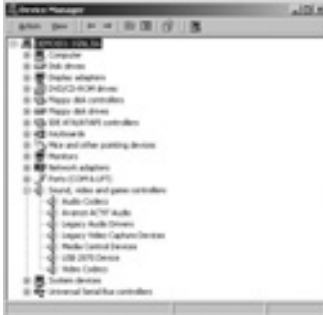 Device Manager
Action View
Computer
Disk drives
Display adapters
DVD/CD-ROM drives
Floppy disk controllers
Floppy disk drives
IDE ATA/ATAPI controllers
Keyboards
Mice and other pointing devices
Monitors
Network adapters
Ports (COM & LPT)
Sound, video and game controllers
Audio Codecs
Audio
Legacy Audio Drivers
Legacy Video Capture Devices
Media Control Devices
USB Device
Video Codecs
System devices
Universal Serial Bus controllers